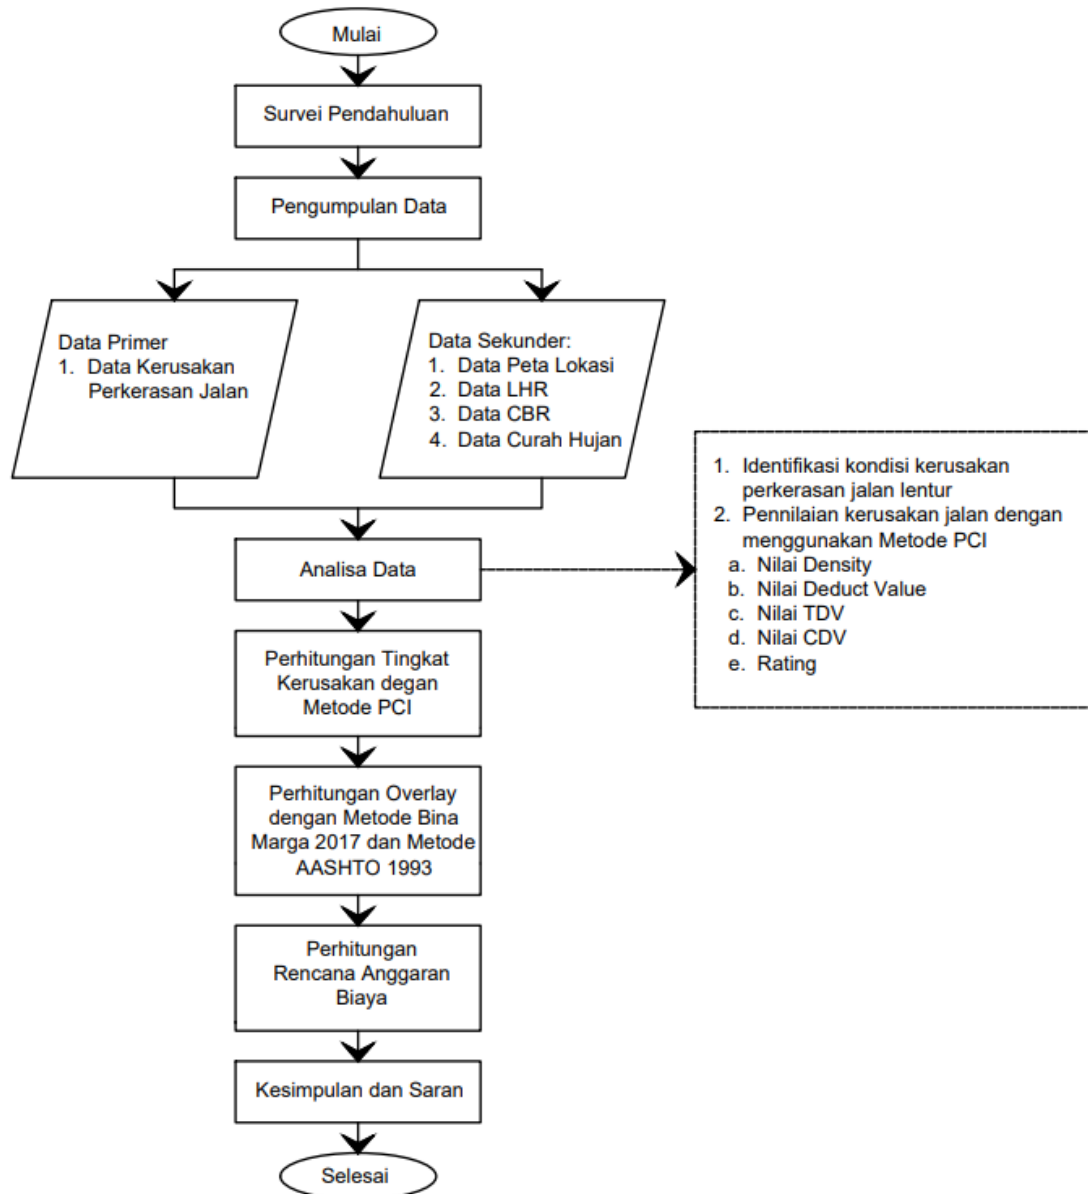 Mulai
Survei Pendahuluan
Pengumpulan Data
Data Primer
1. Data Kerusakan
Perkerasan Jalan
Data Sekunder:
1. Data Peta Lokasi
2. Data LHR
3. Data CBR
4. Data Curah Hujan
Analisa Data
1. Identifikasi kondisi kerusakan
perkerasan jalan lentur
2. Pennilaian kerusakan jalan dengan
menggunakan Metode PCI
a. Nilai Density
b. Nilai Deduct Value
c. Nilai TDV
d. Nilai CDV
e. Rating
Perhitungan Tingkat
Kerusakan degan
Metode PCI
Perhitungan Overlay
dengan Metode Bina
Marga 2017 dan Metode
AASHTO 1993
Perhitungan
Rencana Anggaran
Biaya
Kesimpulan dan Saran
Selesai